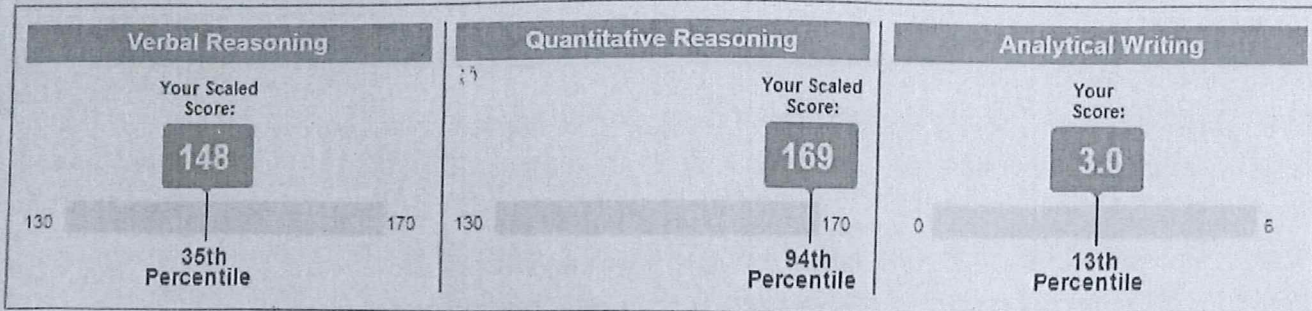 Verbal Reasoning
Your Scaled
Score:
148
130
170
35th
Percentile
Quantitative Reasoning
Your Scaled
Score:
169
130
170
94th
Percentile
Analytical Writing
Your
Score:
3.0
0
6
13th
Percentile